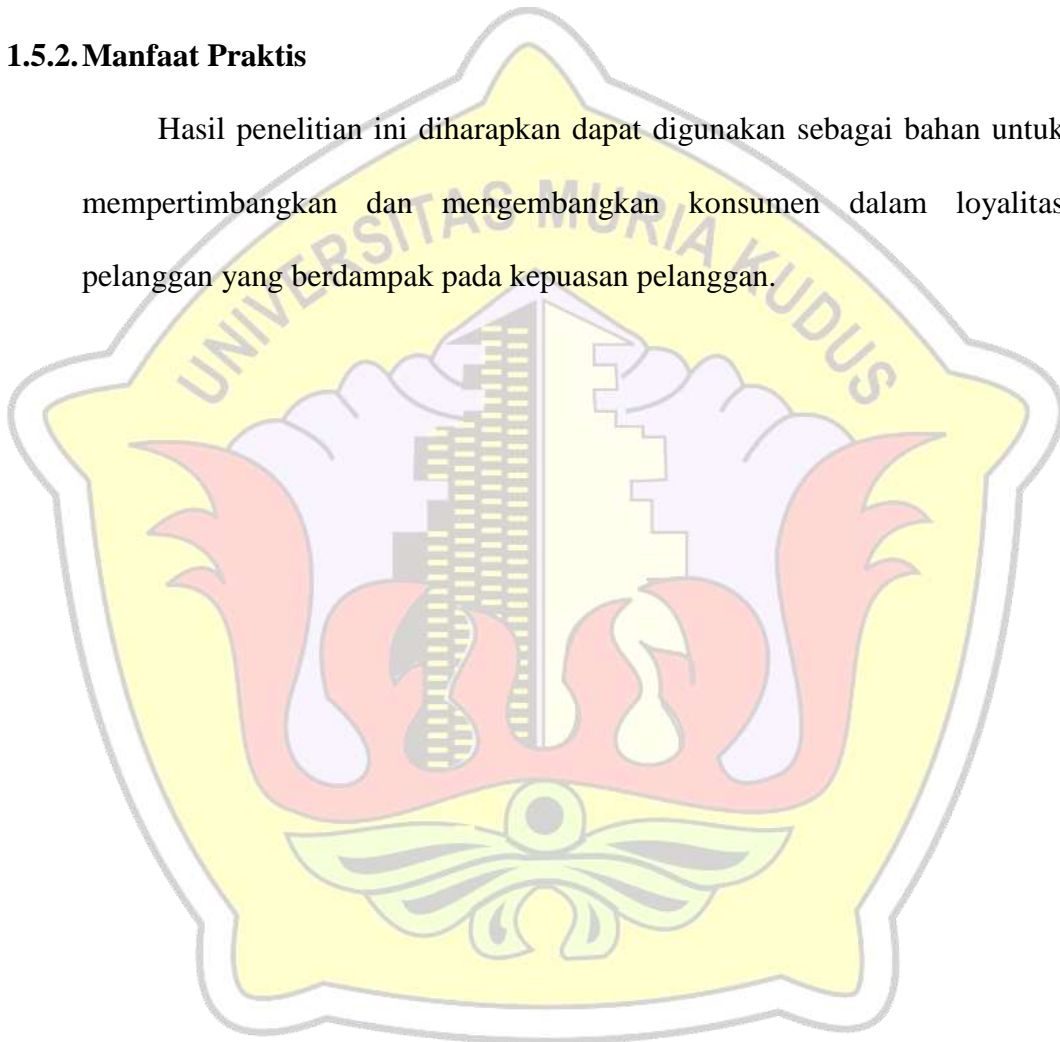 1.5.2. Manfaat Praktis
Hasil penelitian ini diharapkan dapat digunakan sebagai bahan untuk
mempertimbangkan dan mengembangkan konsumen dalam loyalitas
pelanggan yang berdampak pada kepuasan pelanggan.
UNIVERSITAS MURIA KUDUS